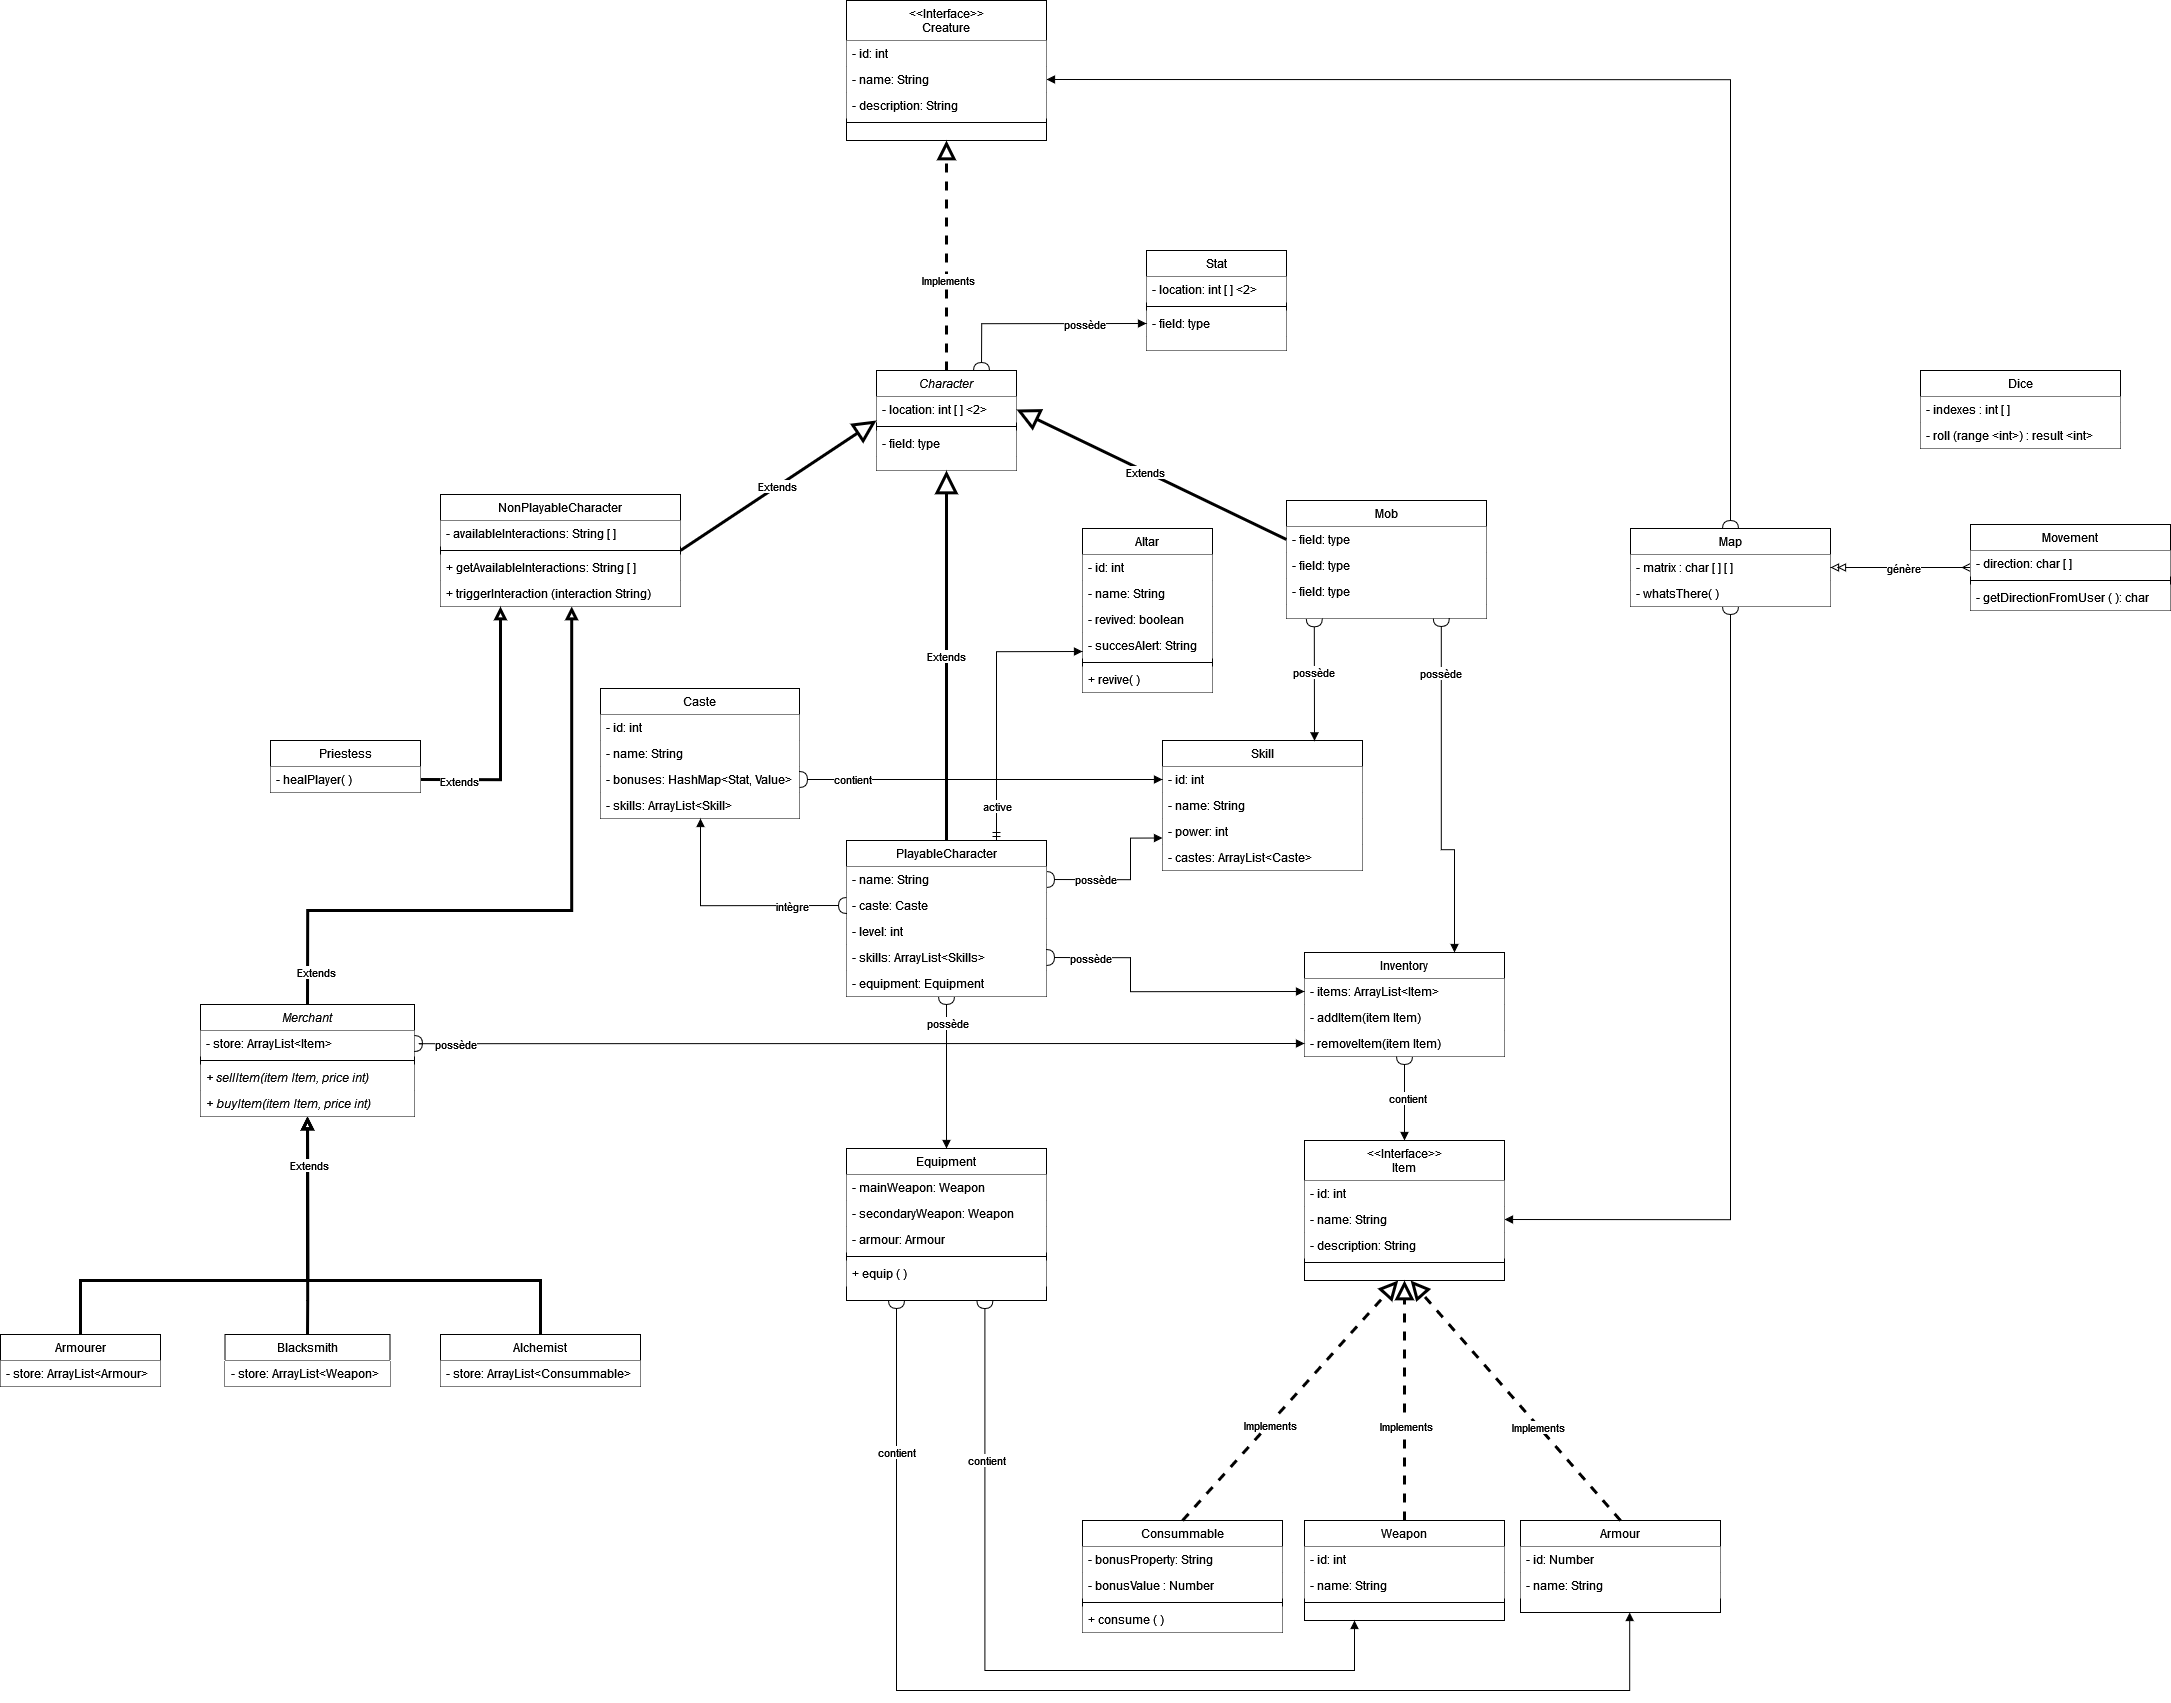 <<Interface>>
Creature
- id: int
- name: String
- description: String
Implements
Stat
- location: int [ ] <2>
- field: type
possède
Character
- location: int [ ] <2>
- field: type
Dice
- indexes : int [ ]
- roll (range <int>) : result <int>
Extends
Extends
Extends
NonPlayableCharacter
- availableInteractions: String [ ]
+ getAvailableInteractions: String [ ]
+ triggerInteraction (interaction String)
Mob
- field: type
- field: type
- field: type
Altar
- id: int
- name: String
- revived: boolean
- succesAlert: String
+ revive( )
Map
- matrix : char [ ] [ ]
- whatsThere( )
génère
Movement
- direction: char [ ]
- getDirectionFromUser ( ): char
possède
possède
Caste
- id: int
- name: String
- bonuses: HashMap<Stat, Value>
- skills: ArrayList<Skill>
contient
Priestess
- healPlayer( )
Extends
Skill
- id: int
- name: String
- power: int
- castes: ArrayList<Caste>
active
PlayableCharacter
- name: String
- caste: Caste
- level: int
- skills: ArrayList<Skills>
- equipment: Equipment
possède
intègre
possède
Extends
Inventory
- items: ArrayList<Item>
- addItem(item Item)
- removeItem(item Item)
Merchant
- store: ArrayList<Item>
+ sellItem(item Item, price int)
+ buyItem(item Item, price int)
possède
possède
contient
Extends
Equipment
- mainWeapon: Weapon
- secondaryWeapon: Weapon
- armour: Armour
+ equip ( )
<<Interface>>
Item
- id: int
- name: String
- description: String
Armourer
- store: ArrayList<Armour>
Blacksmith
- store: ArrayList<Weapon>
Alchemist
- store: ArrayList<Consummable>
contient
contient
Implements
Implements
Implements
Consummable
- bonusProperty: String
- bonusValue : Number
+ consume ( )
Weapon
- id: int
- name: String
Armour
- id: Number
- name: String